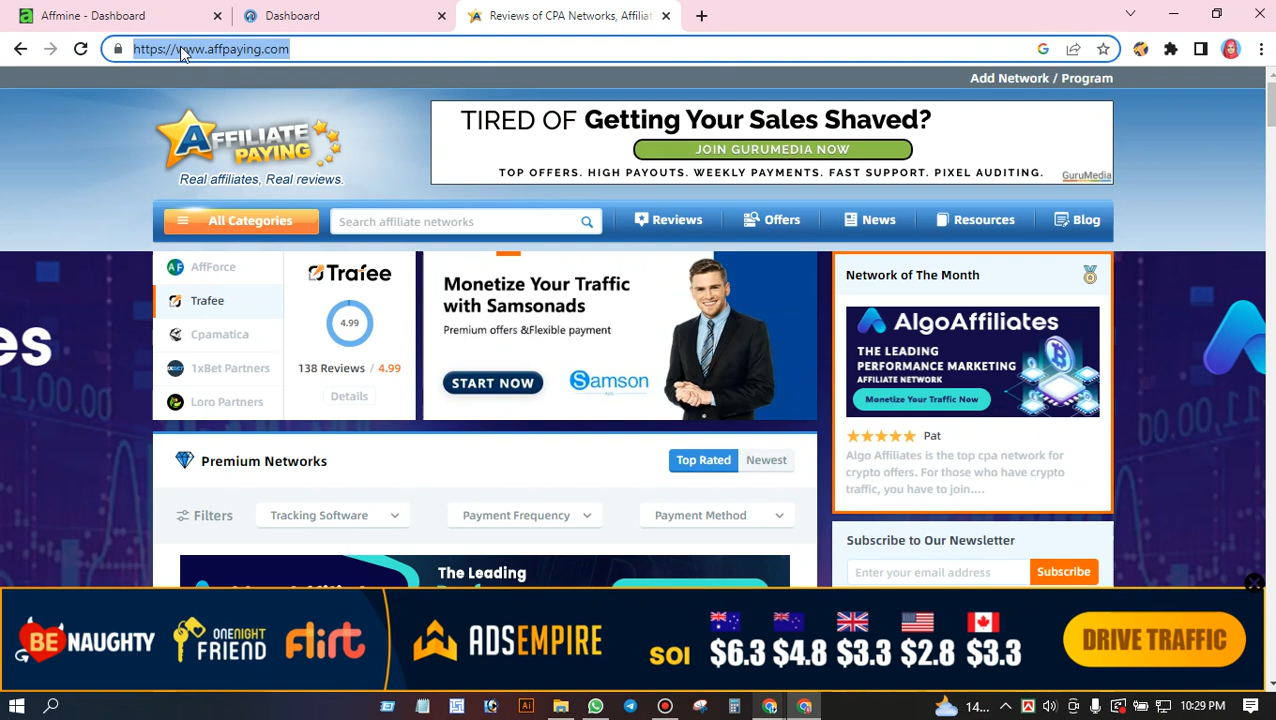 Affmine - Dashboard
Dashboard
Reviews of CPA Networks, Affilia
https://www.affpaying.com
Add Network / Program
AFFILIATE
PAYING
Real affiliates, Real reviews.
TIRED OF Getting Your Sales Shaved?
JOIN GURUMEDIA NOW
TOP OFFERS. HIGH PAYOUTS. WEEKLY PAYMENTS. FAST SUPPORT. PIXEL AUDITING.
GuruMedia
All Categories
Search affiliate networks
Reviews
Offers
News
Resources
Blog
es
AffForce
Trafee
Cpamatica
1xBet Partners
Loro Partners
Trafee
4.99
138 Reviews / 4.99
Details
Monetize Your Traffic
with Samsonads
Premium offers &Flexible payment
START NOW
Samson
ADS
Network of The Month
AlgoAffiliates
THE LEADING
PERFORMANCE MARKETING
AFFILIATE NETWORK
Monetize Your Traffic Now
Pat
Algo Affiliates is the top cpa network for
crypto offers. For those who have crypto
traffic, you have to join....
Premium Networks
Top Rated
Newest
Filters
Tracking Software
Payment Frequency
Payment Method
The Leading
Subscribe to Our Newsletter
Enter your email address
Subscribe
BE NAUGHTY
ONENIGHT
FRIEND
flirt
ADSEMPIRE
SOI
$6.3 $4.8 $3.3 $2.8 $3.3
DRIVE TRAFFIC
14...
10:29 PM